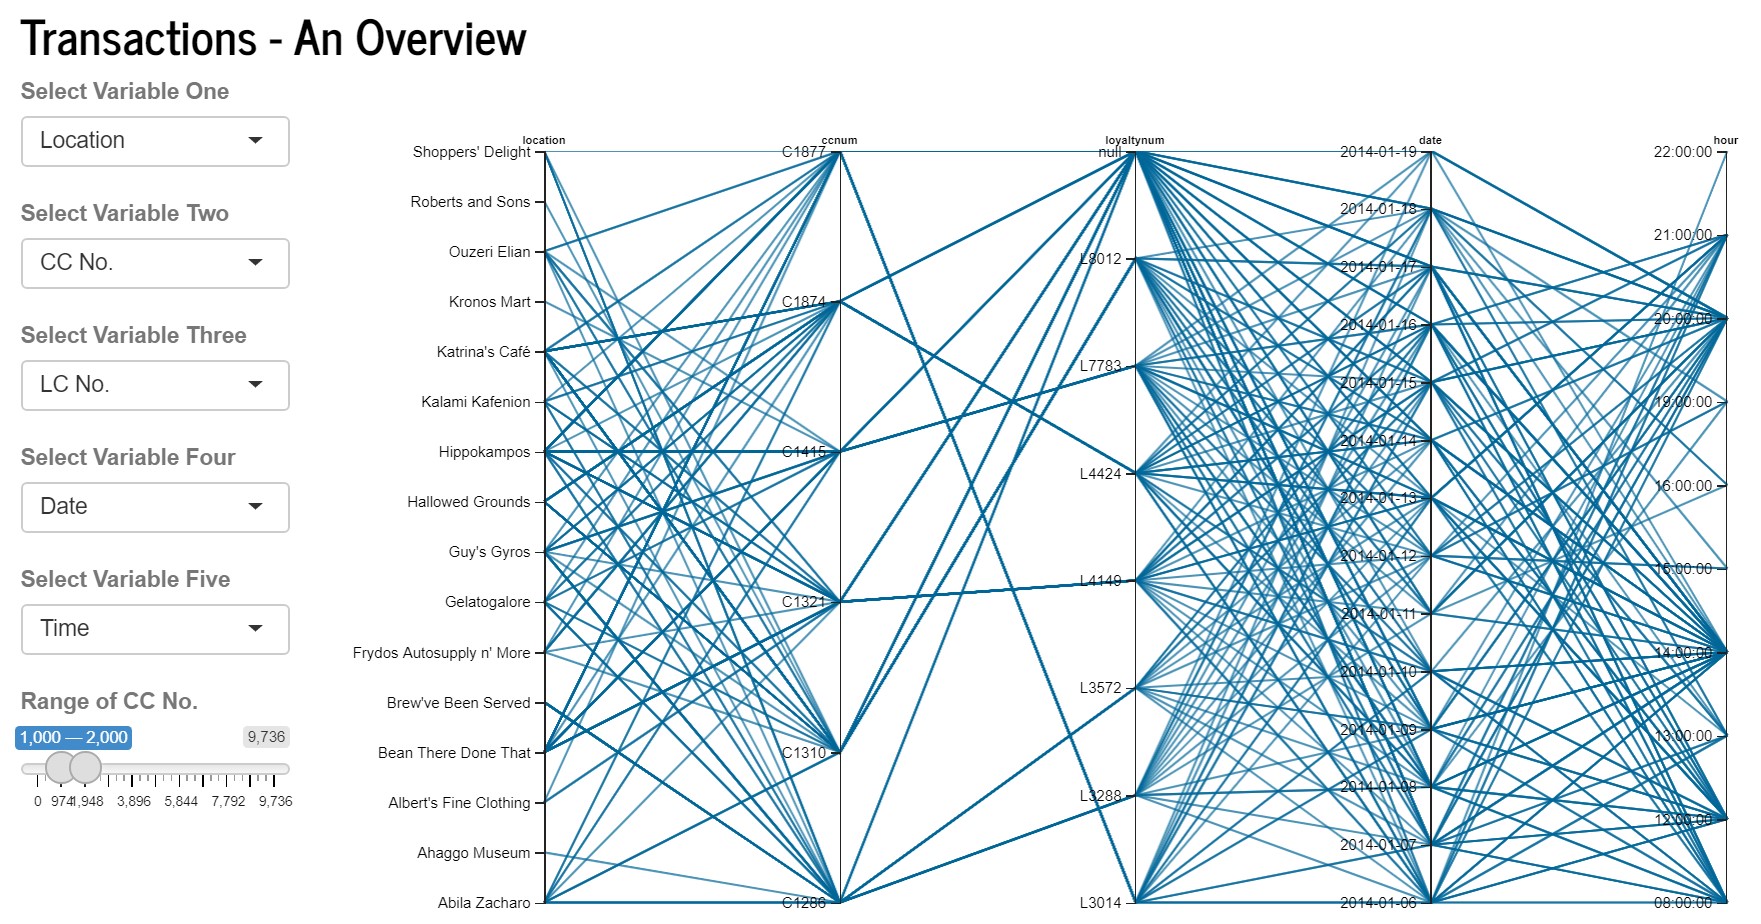 Transactions - An Overview
Select Variable One
Location
Select Variable Two
CC No.
Select Variable Three
LC No.
Select Variable Four
Date
Select Variable Five
Time
Range of CC No.
1,000 — 2,000
9,736
0 974 1,948 3,896 5,844 7,792 9,736
location
Shoppers' Delight
Roberts and Sons
Ouzeri Elian
Kronos Mart
Katrina's Café
Kalami Kafenion
Hippokampos
Hallowed Grounds
Guy's Gyros
Gelatogalore
Frydos Autosupply n' More
Brew've Been Served
Bean There Done That
Albert's Fine Clothing
Ahaggo Museum
Abila Zacharo
ccnum
C1877
C1874
C1415
C1321
C1310
C1286
loyaltynum
null
L8012
L7783
L4424
L4149
L3572
L3288
L3014
date
2014-01-19
2014-01-18
2014-01-17
2014-01-16
2014-01-15
2014-01-14
2014-01-13
2014-01-12
2014-01-11
2014-01-10
2014-01-09
2014-01-08
2014-01-07
2014-01-06
hour
22:00:00
21:00:00
20:00:00
19:00:00
16:00:00
15:00:00
14:00:00
13:00:00
12:00:00
08:00:00